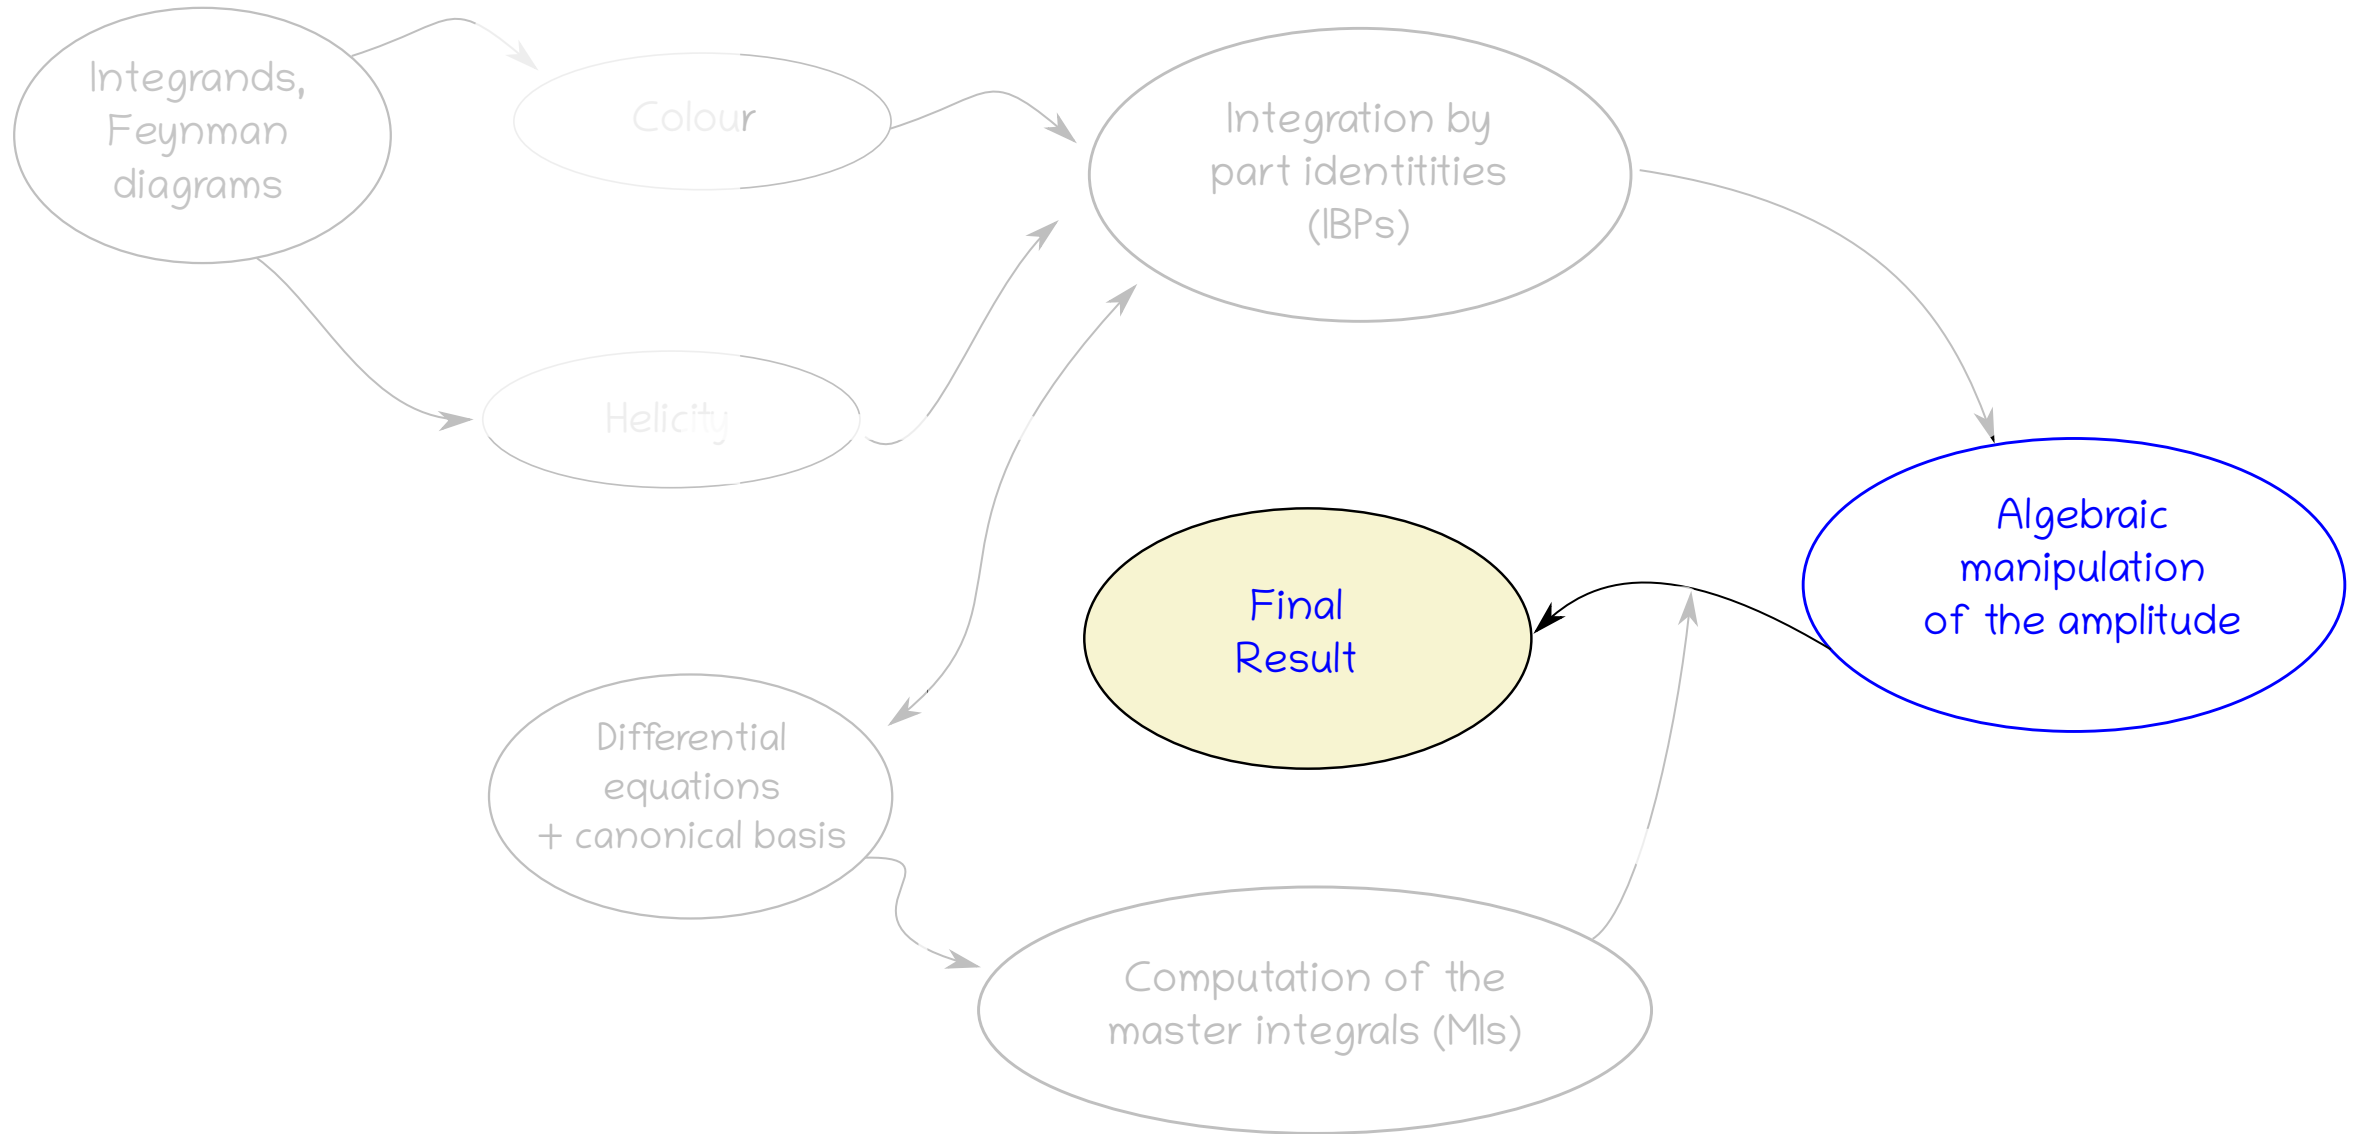 Integrands,
Feynman
diagrams
Colour
Integration by
part identitities
(IBPs)
Helicity
Algebraic
manipulation
of the amplitude
Final
Result
Differential
equations
+ canonical basis
Computation of the
master integrals (MIs)